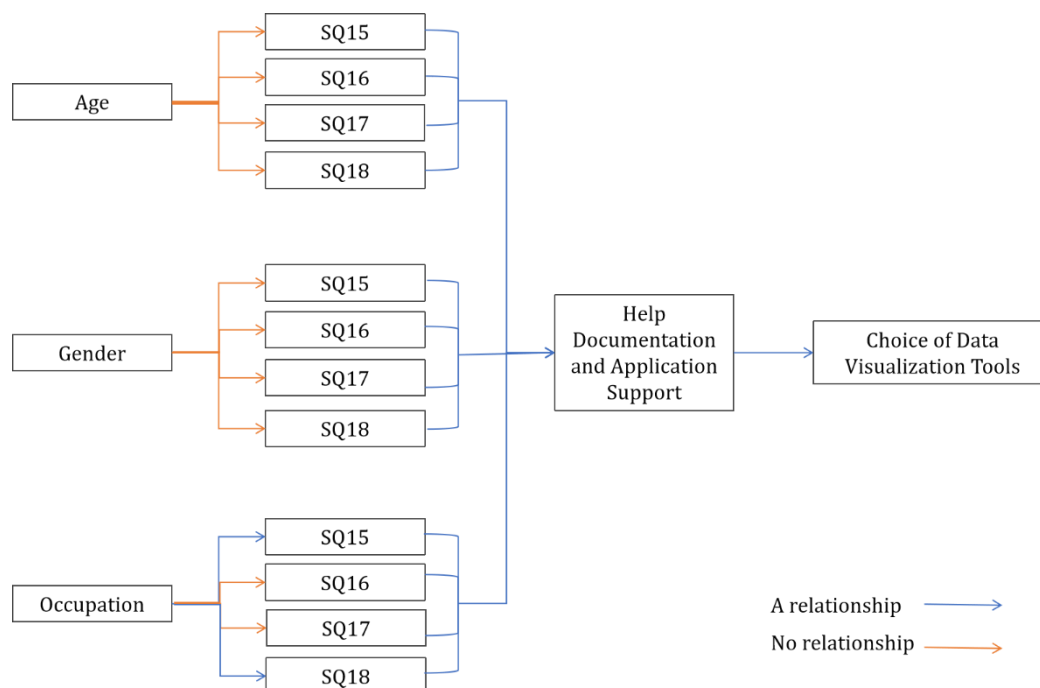 SQ15
SQ16
Age
SQ17
SQ18
SQ15
SQ16
Gender
SQ17
SQ18
Help
Documentation
and Application
Support
Choice of Data
Visualization Tools
SQ15
SQ16
Occupation
SQ17
SQ18
A relationship
No relationship